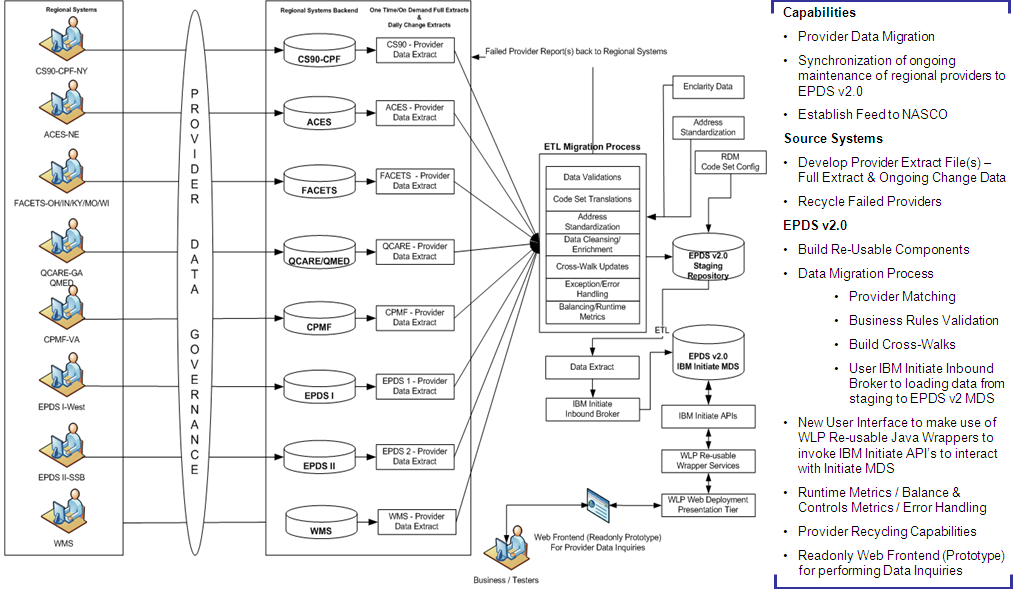 Regional Systems
CS90-CPF-NY
ACES-NE
FACETS-OH/IN/KY/MO/WI
QCARE-GA
QMED
CPMF-VA
EPDS I-West
EPDS II-SSB
WMS
PROVIDER DATA GOVERNANCE
Regional Systems Backend
CS90-CPF
ACES
FACETS
QCARE/QMED
CPMF
EPDS I
EPDS II
WMS
One Time/On Demand Full Extracts
&
Daily Change Extracts
CS90 - Provider
Data Extract
ACES - Provider
Data Extract
FACETS - Provider
Data Extract
QCARE - Provider
Data Extract
CPMF - Provider
Data Extract
EPDS 1 - Provider
Data Extract
EPDS 2 - Provider
Data Extract
WMS - Provider
Data Extract
Failed Provider Report(s) back to Regional Systems
ETL Migration Process
Data Validations
Code Set Translations
Address
Standardization
Data Cleansing/
Enrichment
Cross-Walk Updates
Exception/Error
Handling
Balancing/Runtime
Metrics
Enclarity Data
Address
Standardization
RDM
Code Set Config
EPDS v2.0
Staging
Repository
ETL
Data Extract
IBM Initiate
Inbound Broker
EPDS v2.0
IBM Initiate MDS
IBM Initiate APIs
WLP Re-usable
Wrapper Services
WLP Web Deployment
Presentation Tier
Web Frontend (Readonly Prototype)
For Provider Data Inquiries
Business / Testers
Capabilities
• Provider Data Migration
• Synchronization of ongoing
maintenance of regional providers to
EPDS v2.0
• Establish Feed to NASCO
Source Systems
• Develop Provider Extract File(s) –
Full Extract & Ongoing Change Data
• Recycle Failed Providers
EPDS v2.0
• Build Re-Usable Components
• Data Migration Process
• Provider Matching
• Business Rules Validation
• Build Cross-Walks
• User IBM Initiate Inbound
Broker to loading data from
staging to EPDS v2 MDS
• New User Interface to make use of
WLP Re-usable Java Wrappers to
invoke IBM Initiate API's to interact
with Initiate MDS
• Runtime Metrics / Balance &
Controls Metrics / Error Handling
• Provider Recycling Capabilities
• Readonly Web Frontend (Prototype)
for performing Data Inquiries